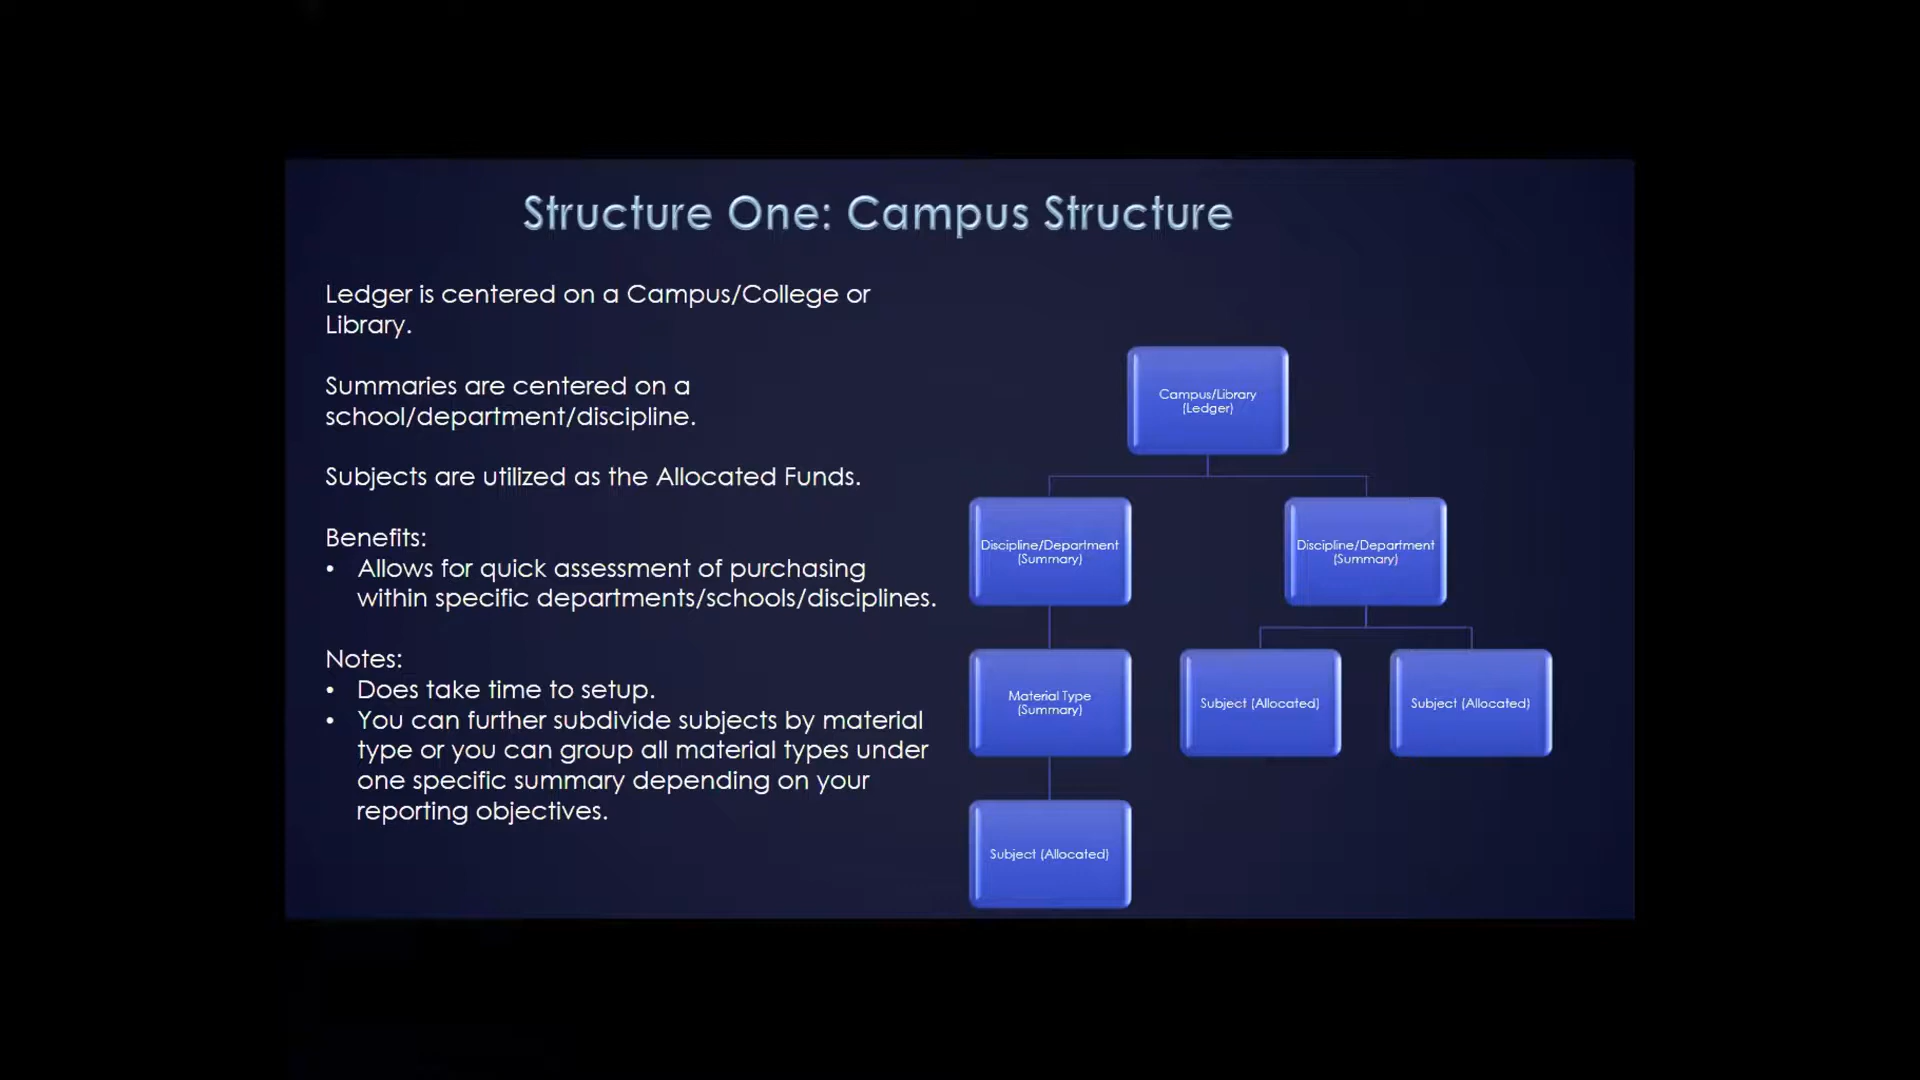 Structure One: Campus Structure
Ledger is centered on a Campus/College or
Library.
Summaries are centered on a
school/department/discipline.
Subjects are utilized as the Allocated Funds.
Benefits:
• Allows for quick assessment of purchasing
within specific departments/schools/disciplines.
Notes:
• Does take time to setup.
• You can further subdivide subjects by material
type or you can group all material types under
one specific summary depending on your
reporting objectives.
Campus/Library
(Ledger)
Discipline/Department
(Summary)
Discipline/Department
(Summary)
Material Type
(Summary)
Subject (Allocated)
Subject (Allocated)
Subject (Allocated)